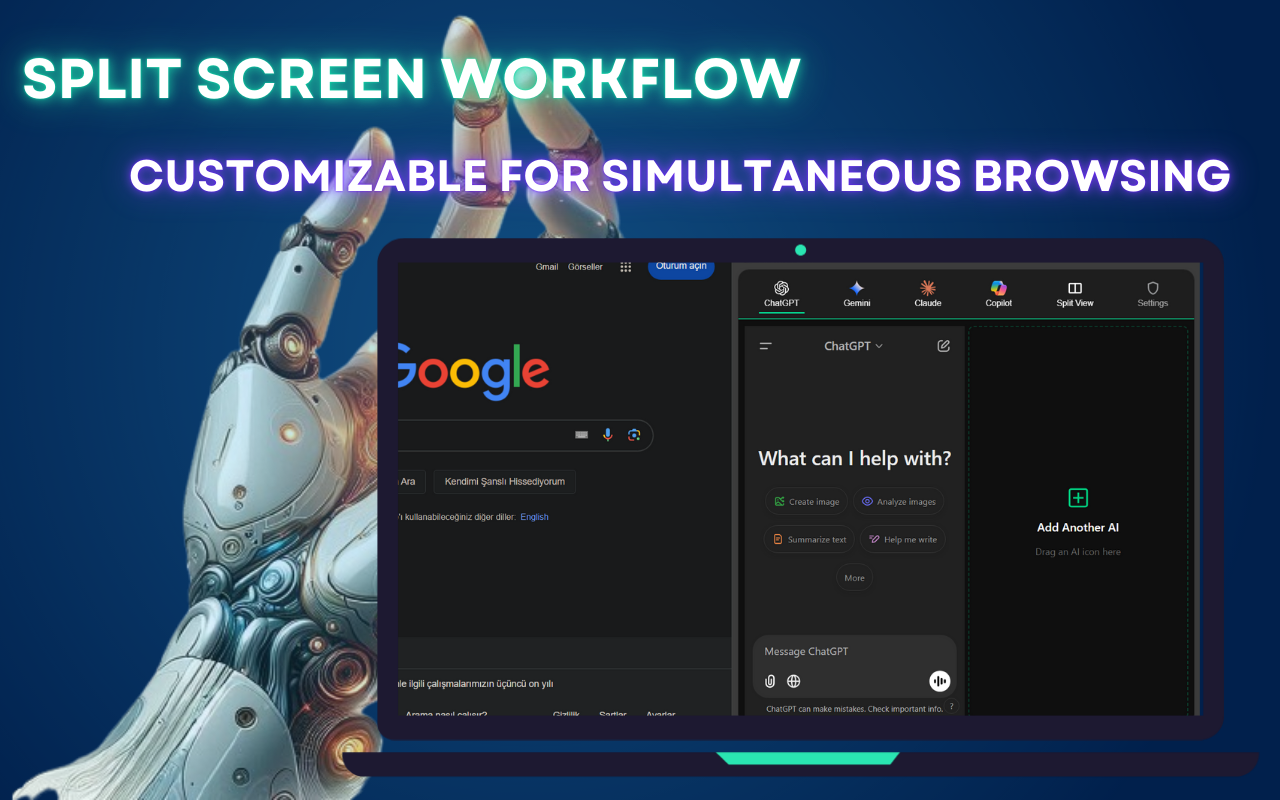 SPLIT SCREEN WORKFLOW
CUSTOMIZABLE FOR SIMULTANEOUS BROWSING
Gmail Görseller Oturum açın
Google
Ara Kendimi Şanslı Hissediyorum
kullanabileceğiniz diğer diller: English
ile ilgili çalışmalarımızın üçüncü on yılı
Arama nasıl çalışır? Gizlilik Şartlar Ayarlar
ChatGPT Gemini Claude Copilot Split View Settings
ChatGPT
What can I help with?
Create image Analyze images
Summarize text Help me write
More
Message ChatGPT
ChatGPT can make mistakes. Check important info. ?
Add Another AI
Drag an AI icon here